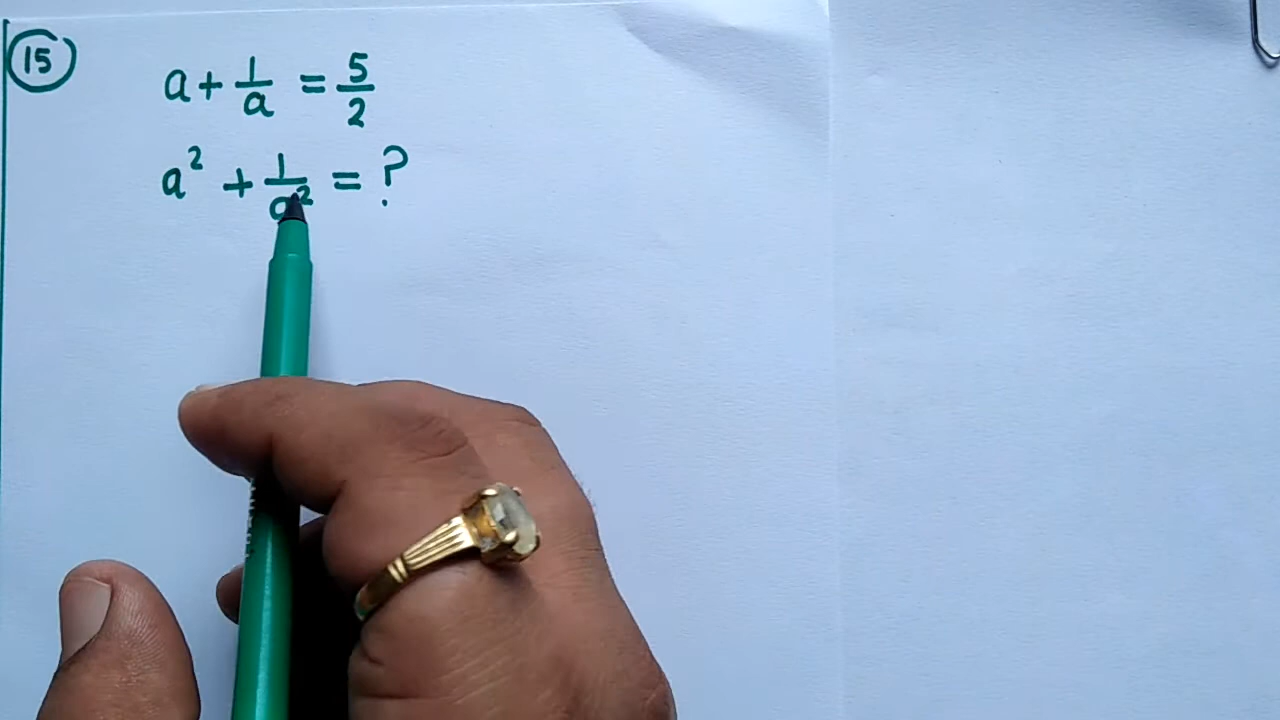 15
a + 1/a = 5/2
a² + 1/a² = ?